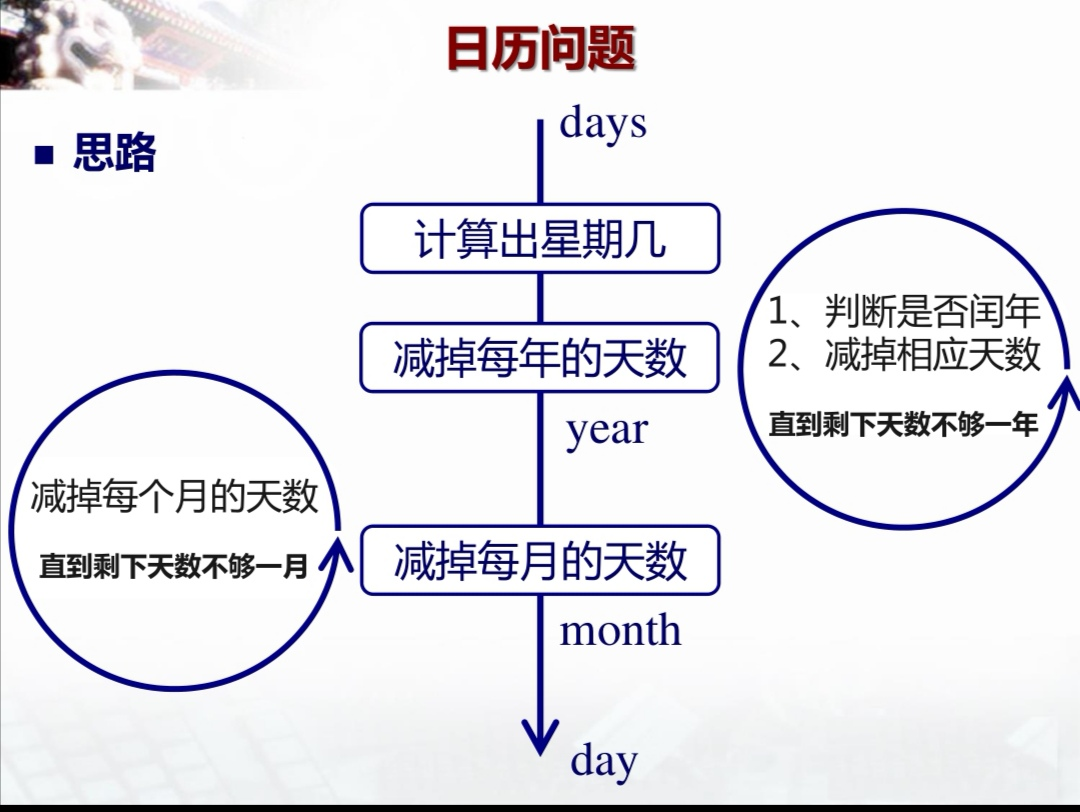 日历问题
思路
days
计算出星期几
减掉每年的天数
1、判断是否闰年
2、减掉相应天数
直到剩下天数不够一年
year
减掉每个月的天数
直到剩下天数不够一月
减掉每月的天数
month
day